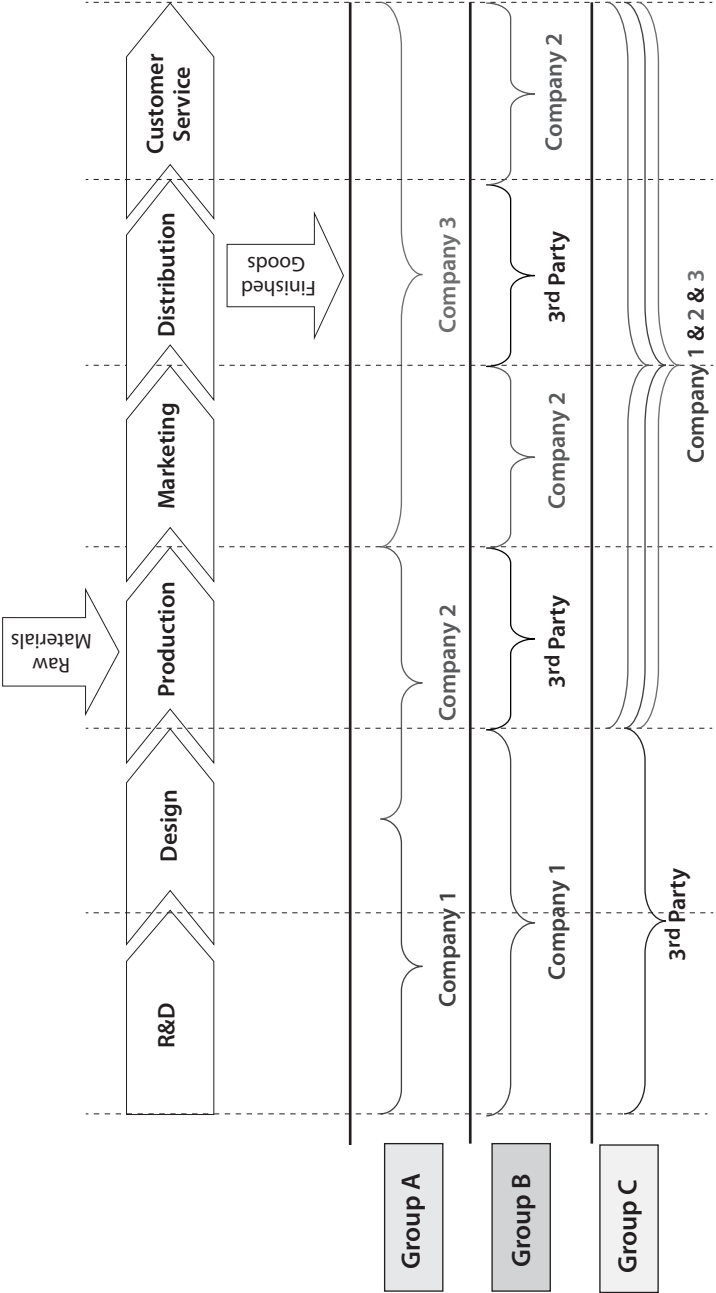 Raw
Materials
R&D
Design
Production
Marketing
Distribution
Customer
Service
Finished
Goods
Group A
Company 1
Company 2
Company 3
Group B
Company 1
3rd Party
Company 2
3rd Party
Company 2
Group C
3rd Party
Company 1 & 2 & 3